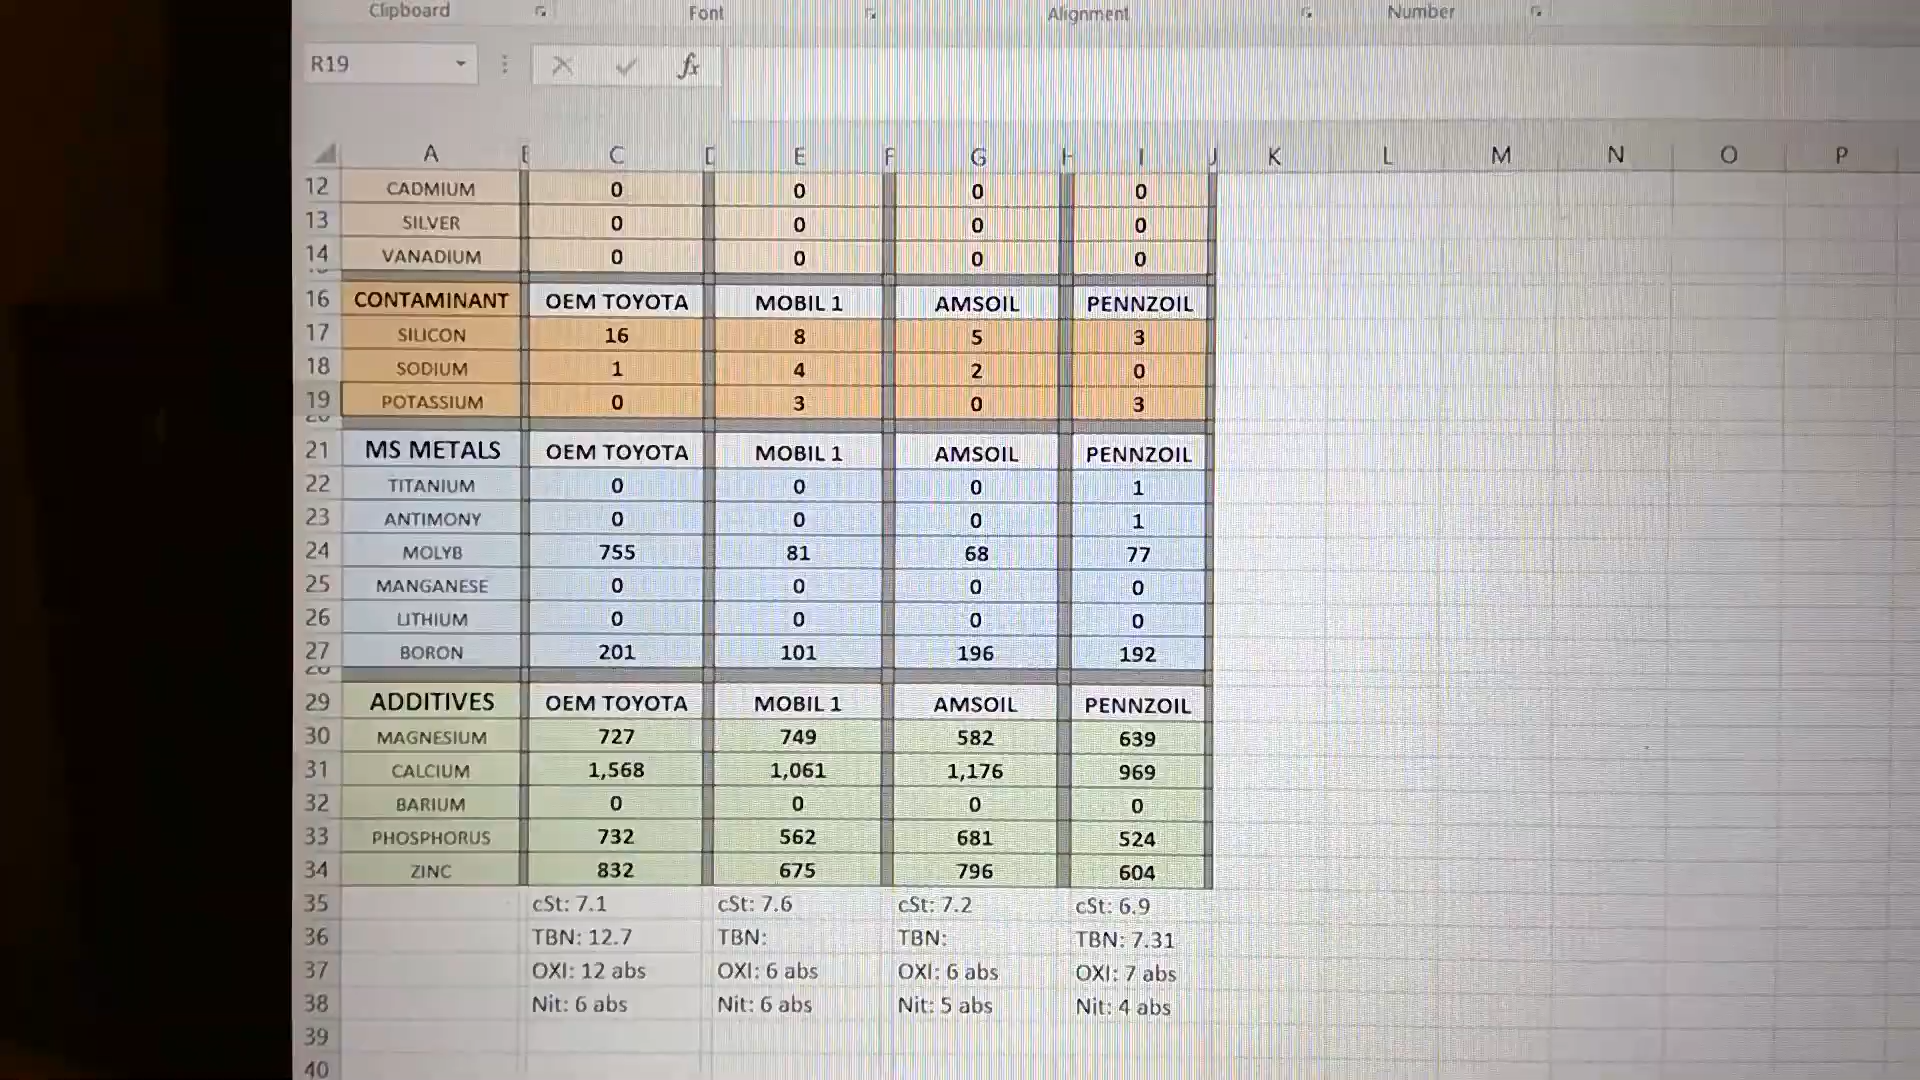 Clipboard Font Alignment Number
R19 fx
A C E F G H I J K L M N O P
12 CADMIUM 0 0 0 0
13 SILVER 0 0 0 0
14 VANADIUM 0 0 0 0
16 CONTAMINANT OEM TOYOTA MOBIL 1 AMSOIL PENNZOIL
17 SILICON 16 8 5 3
18 SODIUM 1 4 2 0
19 POTASSIUM 0 3 0 3
21 MS METALS OEM TOYOTA MOBIL 1 AMSOIL PENNZOIL
22 TITANIUM 0 0 0 1
23 ANTIMONY 0 0 0 1
24 MOLYB 755 81 68 77
25 MANGANESE 0 0 0 0
26 LITHIUM 0 0 0 0
27 BORON 201 101 196 192
29 ADDITIVES OEM TOYOTA MOBIL 1 AMSOIL PENNZOIL
30 MAGNESIUM 727 749 582 639
31 CALCIUM 1,568 1,061 1,176 969
32 BARIUM 0 0 0 0
33 PHOSPHORUS 732 562 681 524
34 ZINC 832 675 796 604
35 cSt: 7.1 cSt: 7.6 cSt: 7.2 cSt: 6.9
36 TBN: 12.7 TBN: TBN: TBN: 7.31
37 OXI: 12 abs OXI: 6 abs OXI: 6 abs OXI: 7 abs
38 Nit: 6 abs Nit: 6 abs Nit: 5 abs Nit: 4 abs
39
40